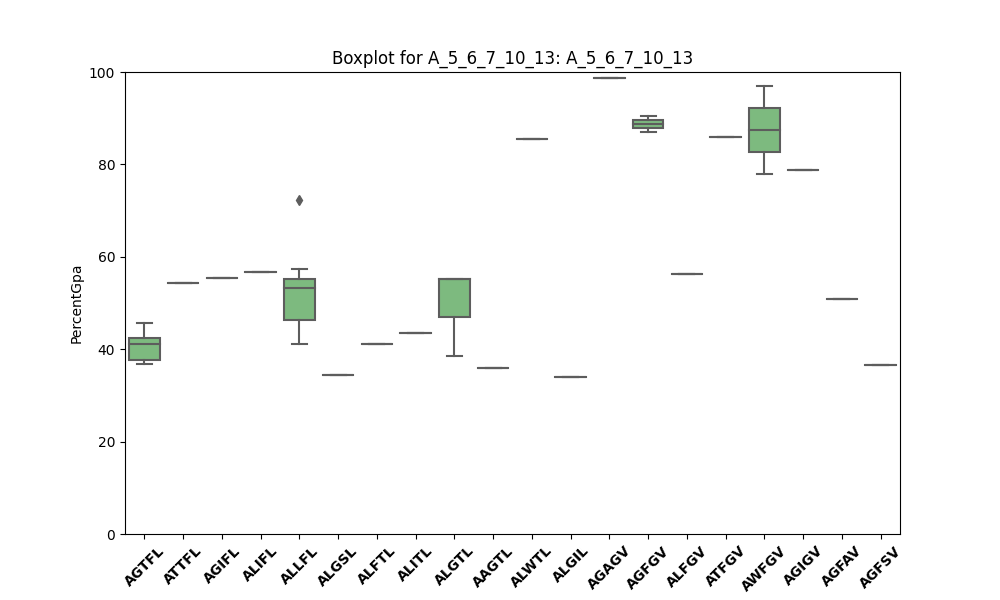 Boxplot for A_5_6_7_10_13: A_5_6_7_10_13
PercentGpa
100
80
60
40
20
0
AGTFL ATTFL AGIFL ALIFL ALLFL ALGSL ALFTL ALITL ALGTL AAGTL ALWTL ALGIL AGAGV AGFGV ALFGV ATFGV AWFGV AGIGV AGFAV AGFSV